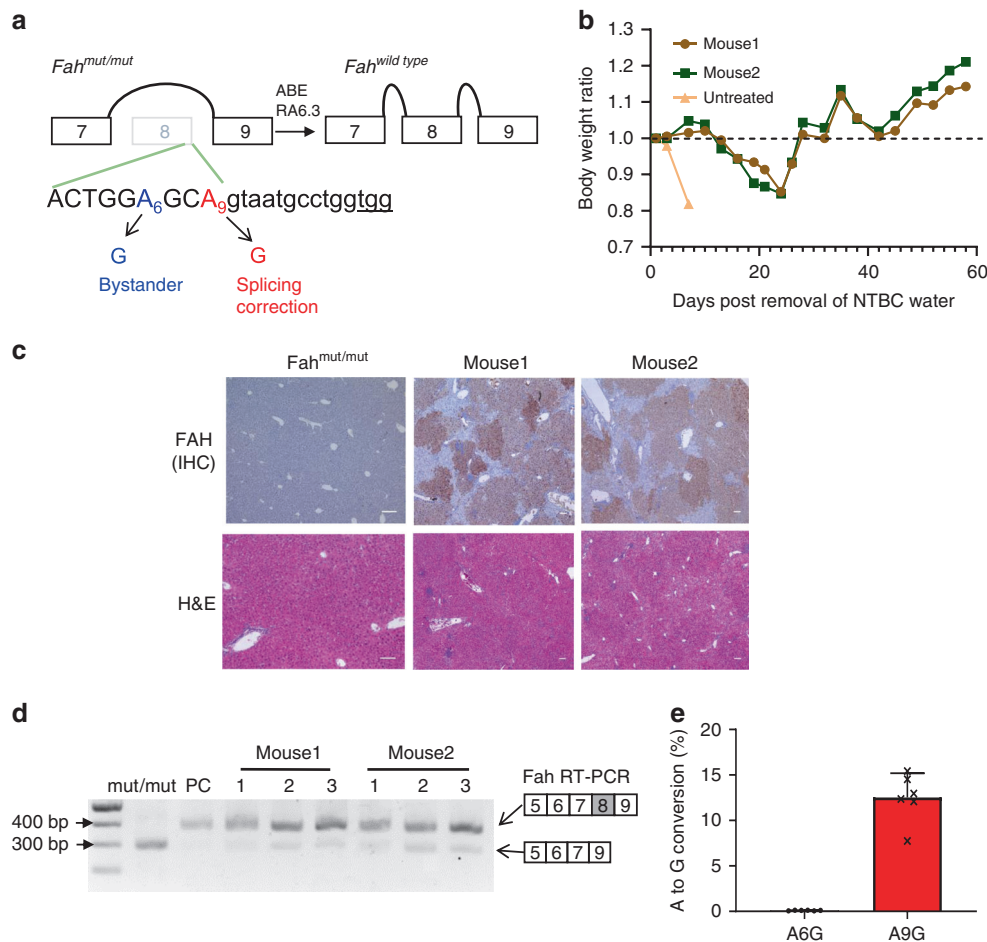 a
Fah^mut/mut
Fah^wild type
ABE
RA6.3
7 8 9
7 8 9
ACTGGA₆GCA₉gtaatgcctggtgg
G G
Bystander
Splicing
correction
b
Body weight ratio
1.3
1.2
1.1
1.0
0.9
0.8
0.7
Mouse1
Mouse2
Untreated
0 20 40 60
Days post removal of NTBC water
c
Fah^mut/mut Mouse1 Mouse2
FAH
(IHC)
H&E
d
Mouse1 Mouse2
mut/mut PC 1 2 3 1 2 3
400 bp
300 bp
Fah RT-PCR
5 6 7 8 9
5 6 7 9
e
A to G conversion (%)
20
15
10
5
0
A6G A9G